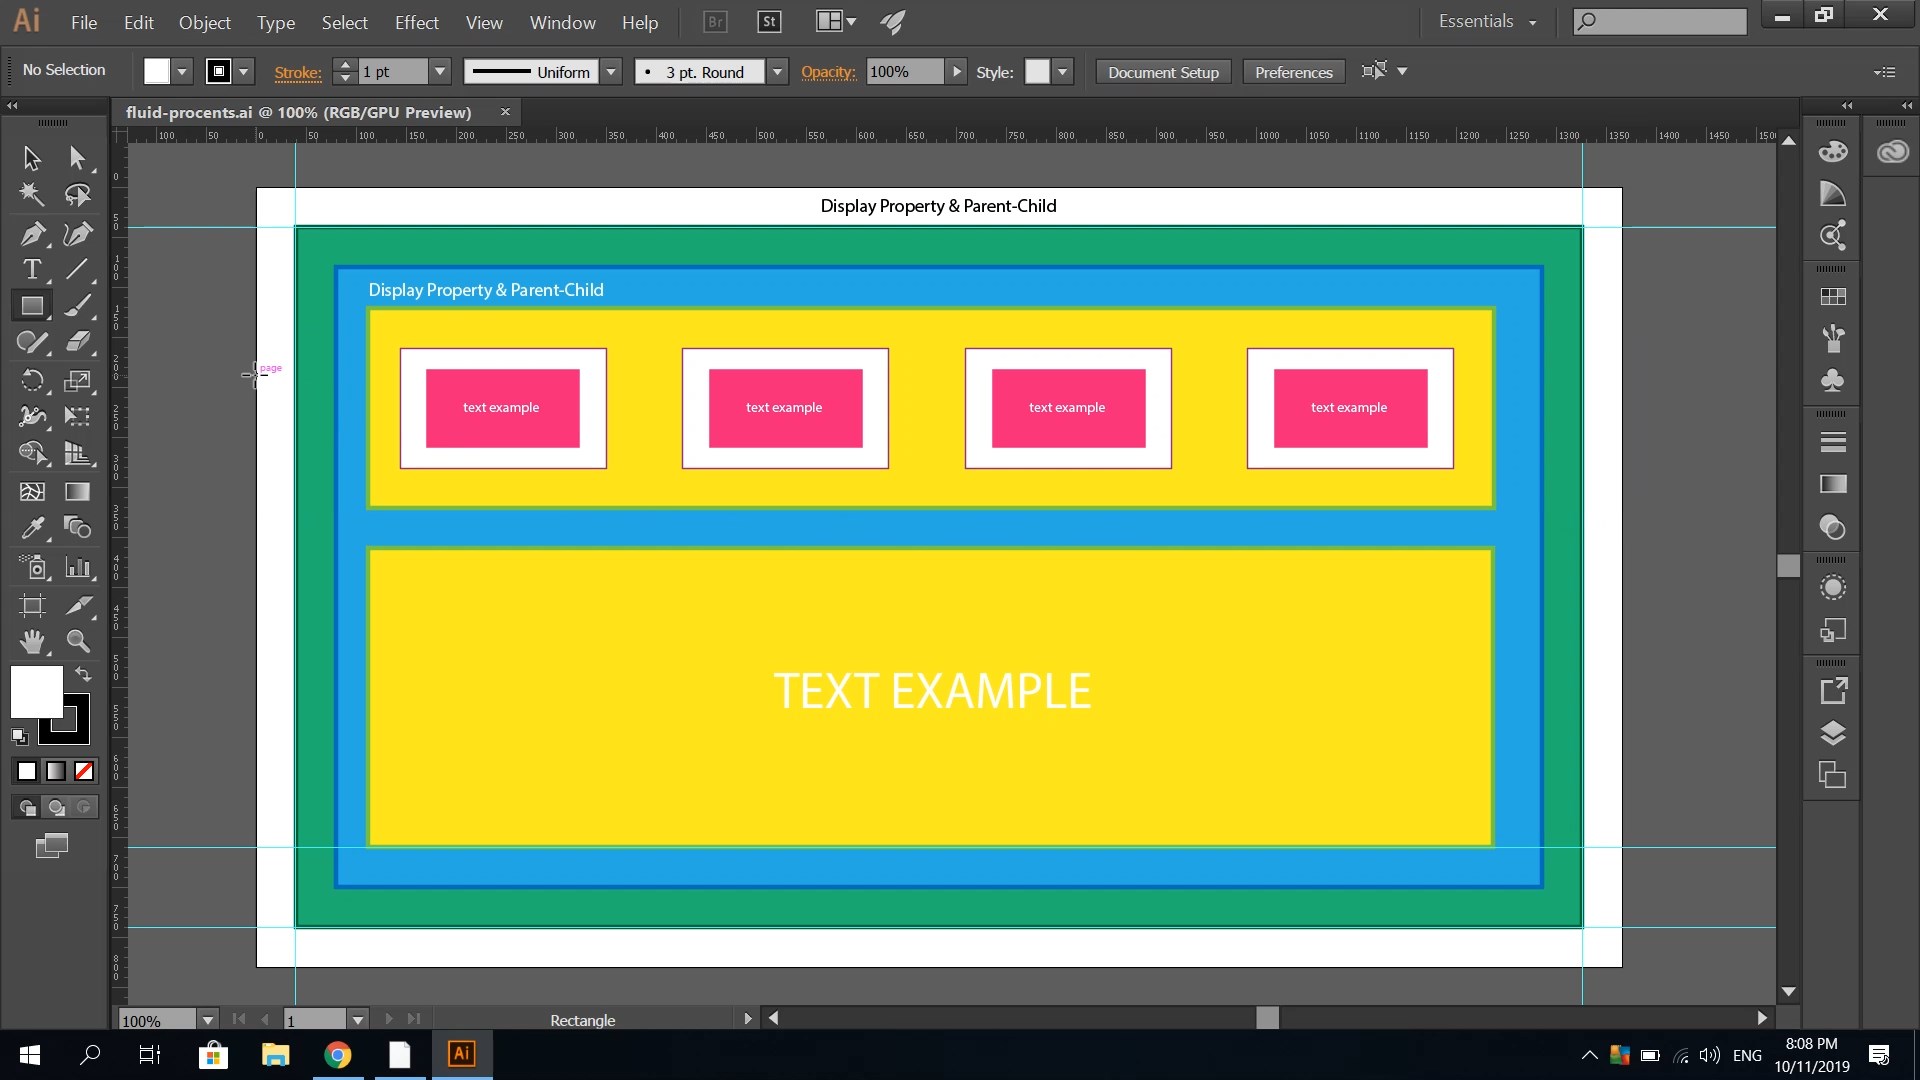 Ai File Edit Object Type Select Effect View Window Help Br St Essentials
No Selection Stroke: 1 pt Uniform 3 pt. Round Opacity: 100% Style: Document Setup Preferences
fluid-procents.ai @ 100% (RGB/GPU Preview)
100 50 0 50 100 150 200 250 300 350 400 450 500 550 600 650 700 750 800 850 900 950 1000 1050 1100 1150 1200 1250 1300 1350 1400 1450
Display Property & Parent-Child
Display Property & Parent-Child
page
text example text example text example text example
TEXT EXAMPLE
100% 1 Rectangle
Ai ENG 8:08 PM
10/11/2019